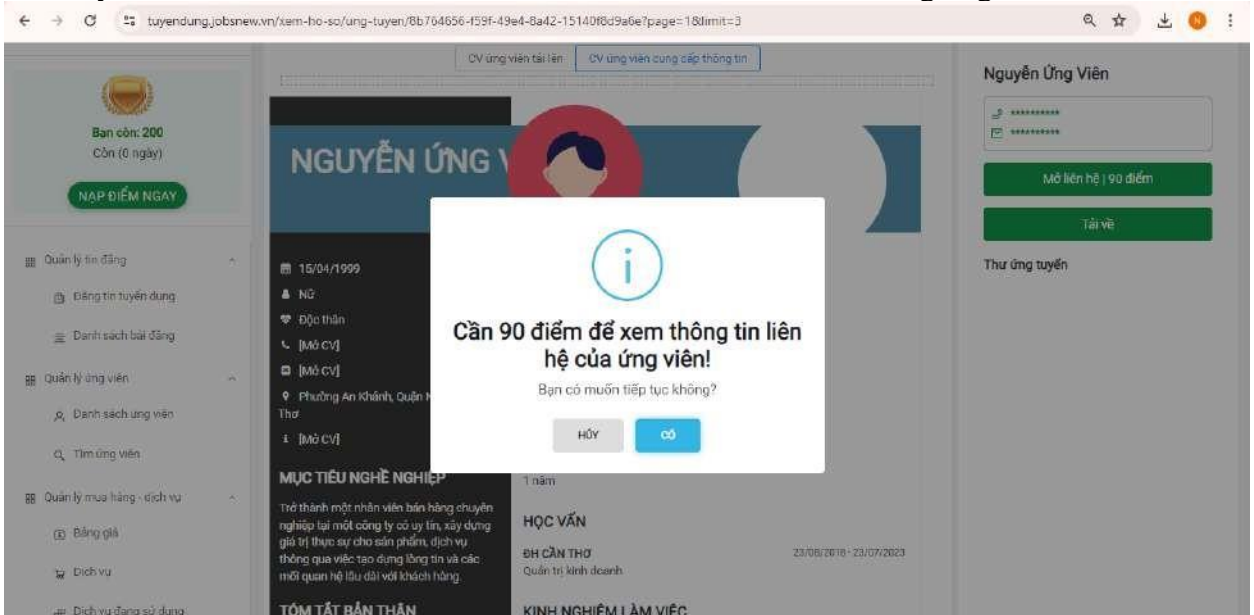 tuyendung.jobsnew.vn/xem-ho-so/ung-tuyen/8b764656-f59f-49e4-8a42-15140f8d9a6e?page=1&limit=3
N
Bạn còn: 200
Còn (0 ngày)
NẠP ĐIỂM NGAY
Quản lý tin đăng
Đăng tin tuyển dụng
Danh sách bài đăng
Quản lý ứng viên
Danh sách ứng viên
Tìm ứng viên
Quản lý mua hàng - dịch vụ
Bảng giá
Dịch vụ
Dịch vụ đang sử dụng
CV ứng viên tải lên
CV ứng viên cung cấp thông tin
NGUYỄN ỨNG V
15/04/1999
Nữ
Độc thân
[Mở CV]
[Mở CV]
Phường An Khánh, Quận N
Thơ
[Mở CV]
MỤC TIÊU NGHỀ NGHIỆP
Trở thành một nhân viên bán hàng chuyên
nghiệp tại một công ty có uy tín, xây dựng
giá trị thực sự cho sản phẩm, dịch vụ
thông qua việc tạo dựng lòng tin và các
mối quan hệ lâu dài với khách hàng.
TÓM TẮT BẢN THÂN
i
Cần 90 điểm để xem thông tin liên
hệ của ứng viên!
Bạn có muốn tiếp tục không?
HỦY
CÓ
1 năm
HỌC VẤN
ĐH CẦN THƠ
23/08/2018 - 23/07/2023
Quản trị kinh doanh
KINH NGHIỆM LÀM VIỆC
Nguyễn Ứng Viên
**********
**********
Mở liên hệ | 90 điểm
Tải về
Thư ứng tuyển